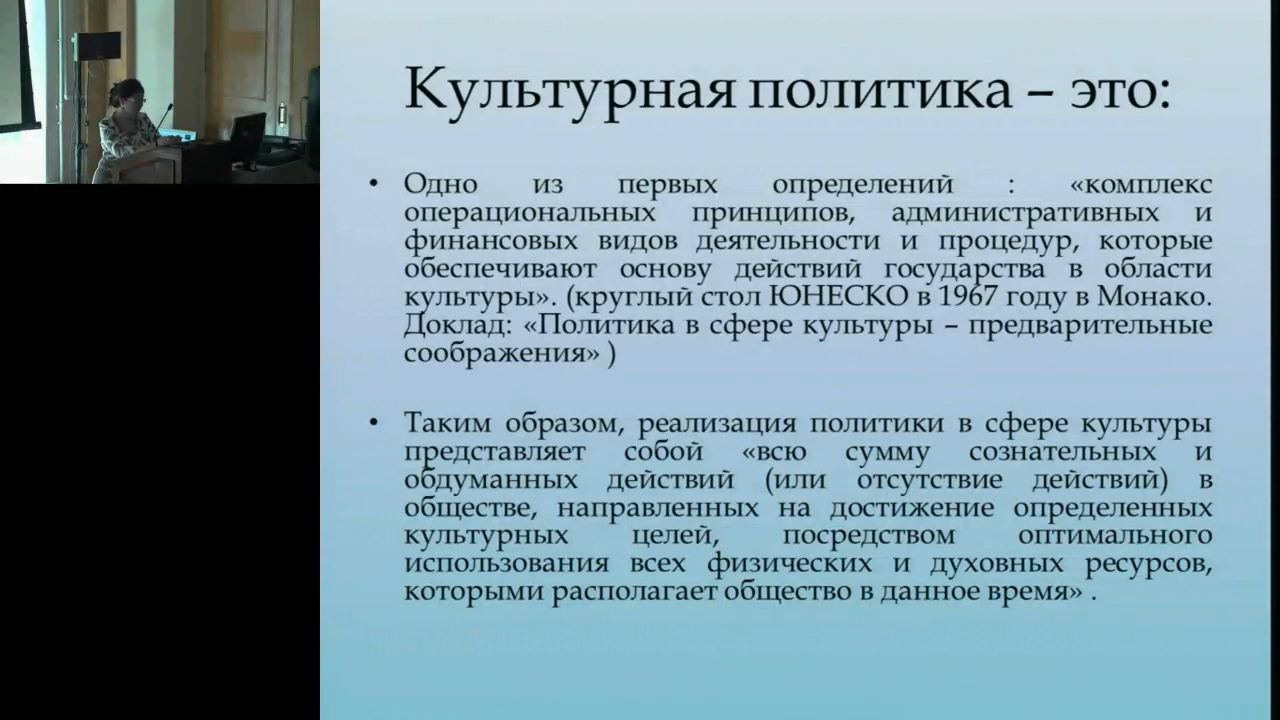 Культурная политика – это:
• Одно из первых определений : «комплекс
операциональных принципов, административных и
финансовых видов деятельности и процедур, которые
обеспечивают основу действий государства в области
культуры». (круглый стол ЮНЕСКО в 1967 году в Монако.
Доклад: «Политика в сфере культуры – предварительные
соображения» )
• Таким образом, реализация политики в сфере культуры
представляет собой «всю сумму сознательных и
обдуманных действий (или отсутствие действий) в
обществе, направленных на достижение определенных
культурных целей, посредством оптимального
использования всех физических и духовных ресурсов,
которыми располагает общество в данное время» .